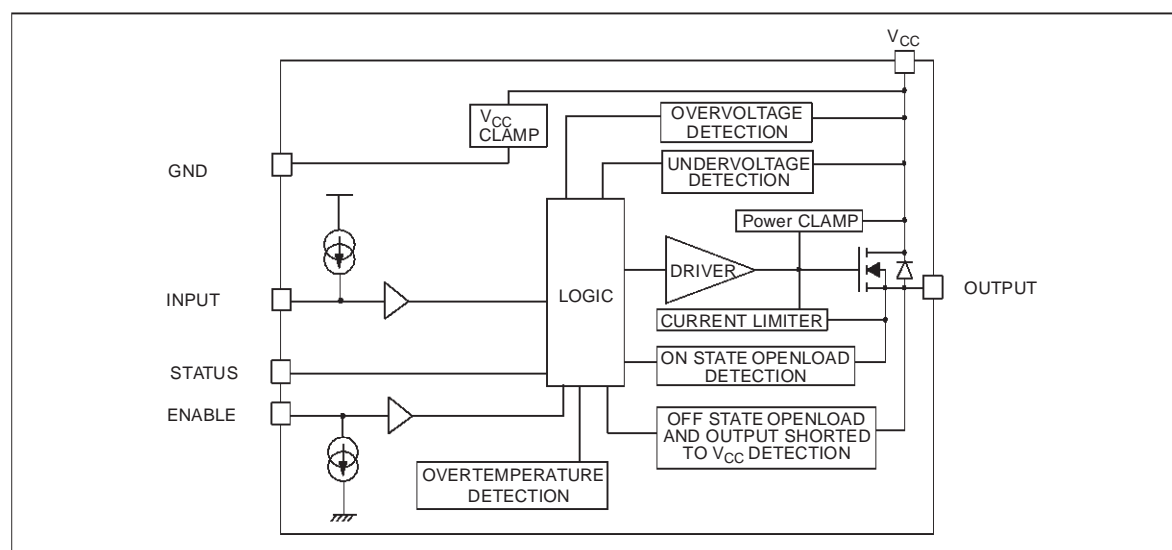 VCC
VCC
CLAMP
OVERVOLTAGE
DETECTION
GND
UNDERVOLTAGE
DETECTION
Power CLAMP
DRIVER
INPUT
LOGIC
OUTPUT
CURRENT LIMITER
STATUS
ON STATE OPENLOAD
DETECTION
ENABLE
OFF STATE OPENLOAD
AND OUTPUT SHORTED
TO VCC DETECTION
OVERTEMPERATURE
DETECTION